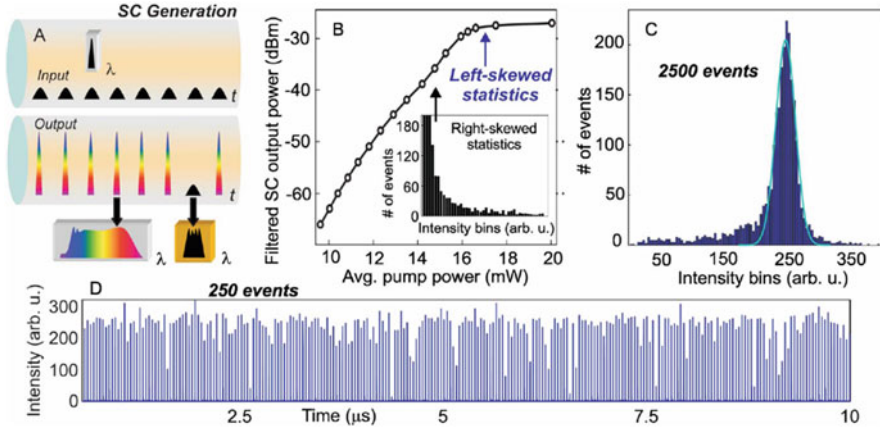 SC Generation
A
λ
Input
t
Output
t
λ
λ
B
Filtered SC output power (dBm)
-30
-40
-50
-60
Left-skewed
statistics
Right-skewed
statistics
# of events
200
120
60
0
Intensity bins (arb. u.)
10
12
14
16
18
20
Avg. pump power (mW)
C
2500 events
# of events
200
150
100
50
0
50
150
250
350
Intensity bins (arb. u.)
D
250 events
Intensity (arb. u.)
300
200
100
0
2.5
5
7.5
10
Time (μs)